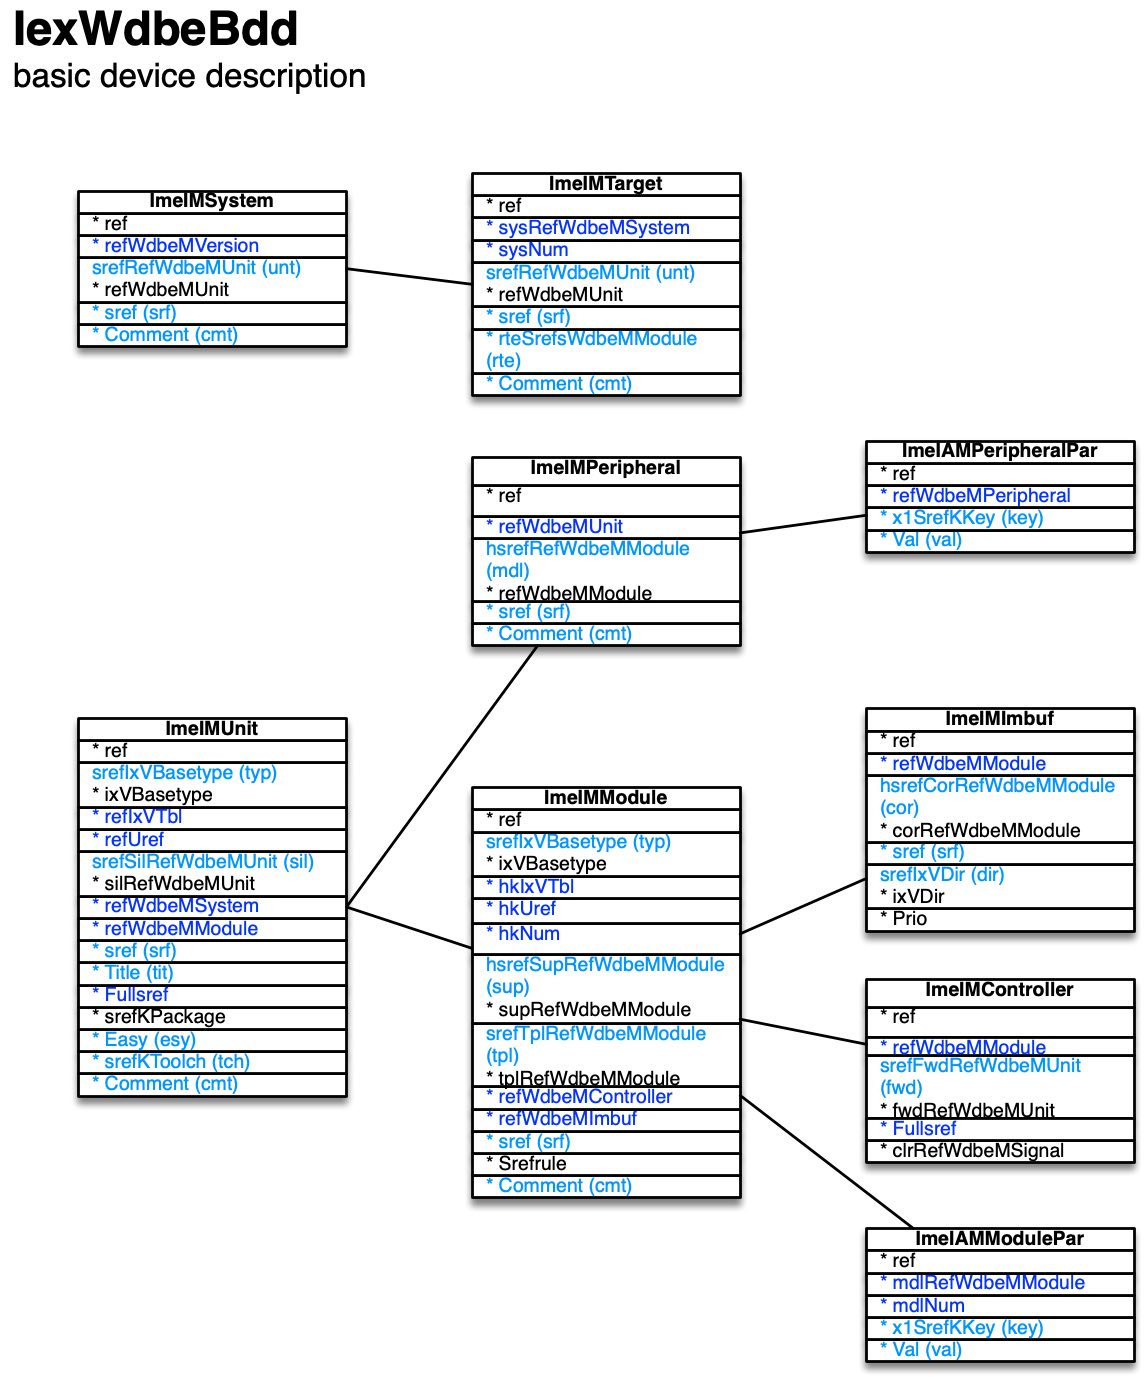 IexWdbeBdd
basic device description
ImeIMSystem
* ref
* refWdbeMVersion
srefRefWdbeMUnit (unt)
* refWdbeMUnit
* sref (srf)
* Comment (cmt)
ImeIMTarget
* ref
* sysRefWdbeMSystem
* sysNum
srefRefWdbeMUnit (unt)
* refWdbeMUnit
* sref (srf)
* rteSrefsWdbeMModule
(rte)
* Comment (cmt)
ImeIMPeripheral
* ref
* refWdbeMUnit
hsrefRefWdbeMModule
(mdl)
* refWdbeMModule
* sref (srf)
* Comment (cmt)
ImeIAMPeripheralPar
* ref
* refWdbeMPeripheral
* x1SrefKKey (key)
* Val (val)
ImeIMUnit
* ref
srefIxVBasetype (typ)
* ixVBasetype
* refIxVTbl
* refUref
srefSilRefWdbeMUnit (sil)
* silRefWdbeMUnit
* refWdbeMSystem
* refWdbeMModule
* sref (srf)
* Title (tit)
* Fullsref
* srefKPackage
* Easy (esy)
* srefKToolch (tch)
* Comment (cmt)
ImeIMModule
* ref
srefIxVBasetype (typ)
* ixVBasetype
* hkIxVTbl
* hkUref
* hkNum
hsrefSupRefWdbeMModule
(sup)
* supRefWdbeMModule
srefTplRefWdbeMModule
(tpl)
* tplRefWdbeMModule
* refWdbeMController
* refWdbeMImbuf
* sref (srf)
* Srefrule
* Comment (cmt)
ImeIMImbuf
* ref
* refWdbeMModule
hsrefCorRefWdbeMModule
(cor)
* corRefWdbeMModule
* sref (srf)
srefIxVDir (dir)
* ixVDir
* Prio
ImeIMController
* ref
* refWdbeMModule
srefFwdRefWdbeMUnit
(fwd)
* fwdRefWdbeMUnit
* Fullsref
* clrRefWdbeMSignal
ImeIAMModulePar
* ref
* mdlRefWdbeMModule
* mdlNum
* x1SrefKKey (key)
* Val (val)